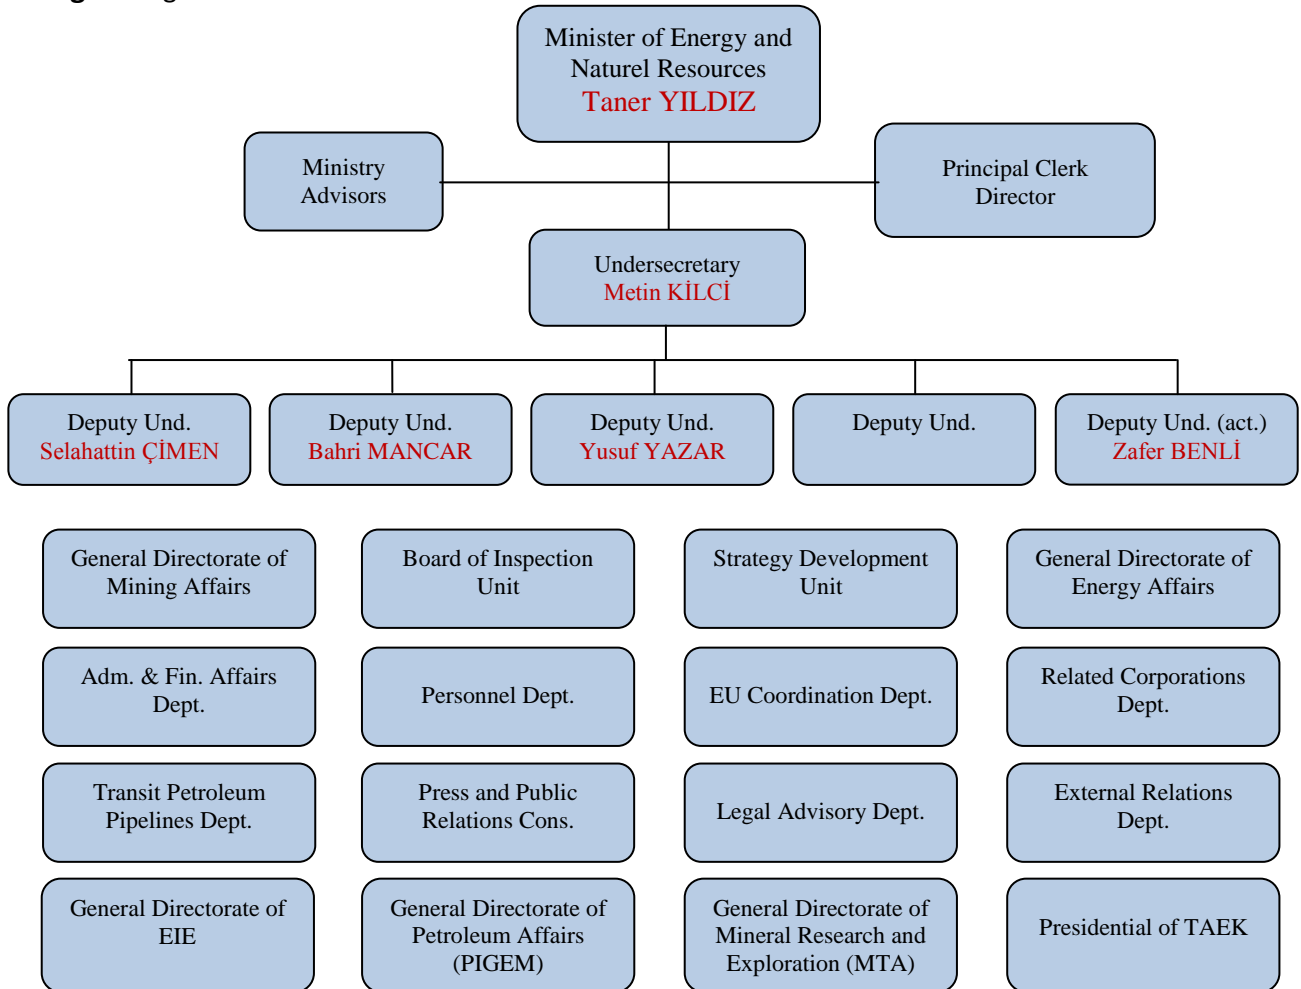 Minister of Energy and
Naturel Resources
Taner YILDIZ
Ministry
Advisors
Principal Clerk
Director
Undersecretary
Metin KİLCİ
Deputy Und.
Selahattin ÇİMEN
Deputy Und.
Bahri MANCAR
Deputy Und.
Yusuf YAZAR
Deputy Und.
Deputy Und. (act.)
Zafer BENLİ
General Directorate of
Mining Affairs
Board of Inspection
Unit
Strategy Development
Unit
General Directorate of
Energy Affairs
Adm. & Fin. Affairs
Dept.
Personnel Dept.
EU Coordination Dept.
Related Corporations
Dept.
Transit Petroleum
Pipelines Dept.
Press and Public
Relations Cons.
Legal Advisory Dept.
External Relations
Dept.
General Directorate of
EIE
General Directorate of
Petroleum Affairs
(PIGEM)
General Directorate of
Mineral Research and
Exploration (MTA)
Presidential of TAEK